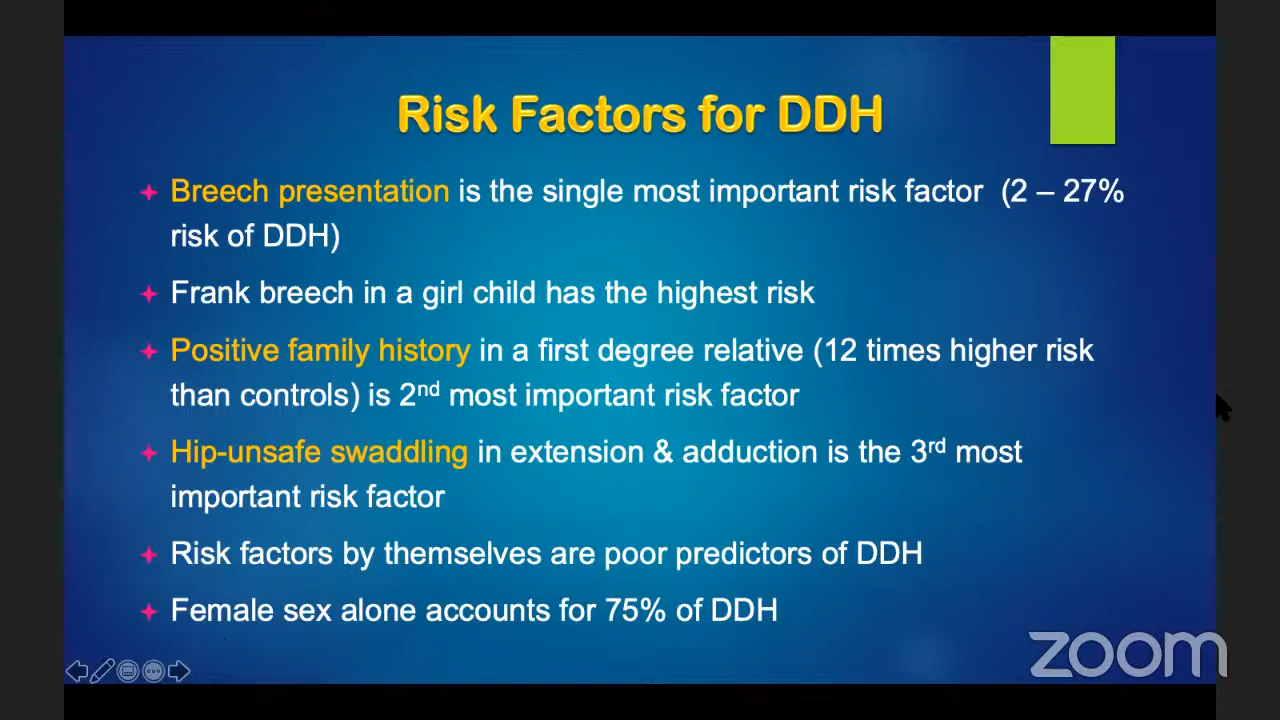 Risk Factors for DDH
Breech presentation is the single most important risk factor (2 – 27%
risk of DDH)
Frank breech in a girl child has the highest risk
Positive family history in a first degree relative (12 times higher risk
than controls) is 2nd most important risk factor
Hip-unsafe swaddling in extension & adduction is the 3rd most
important risk factor
Risk factors by themselves are poor predictors of DDH
Female sex alone accounts for 75% of DDH
zoom